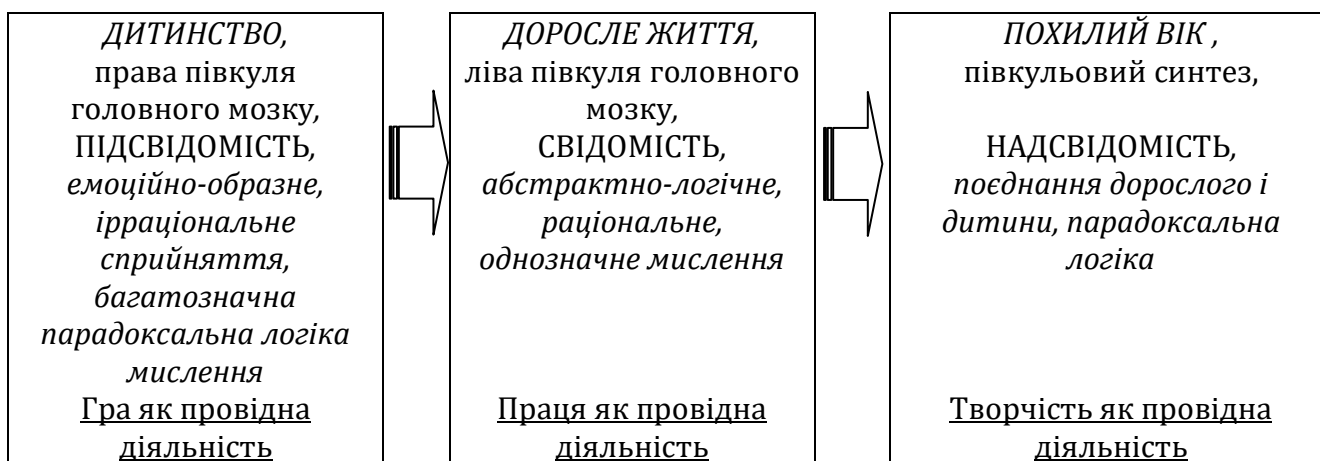 ДИТИНСТВО,
права півкуля
головного мозку,
ПІДСВІДОМІСТЬ,
емоційно-образне,
ірраціональне
сприйняття,
багатозначна
парадоксальна логіка
мислення
Гра як провідна
діяльність
ДОРОСЛЕ ЖИТТЯ,
ліва півкуля головного
мозку,
СВІДОМІСТЬ,
абстрактно-логічне,
раціональне,
однозначне мислення
Праця як провідна
діяльність
ПОХИЛИЙ ВІК ,
півкульовий синтез,
НАДСВІДОМІСТЬ,
поєднання дорослого і
дитини, парадоксальна
логіка
Творчість як провідна
діяльність